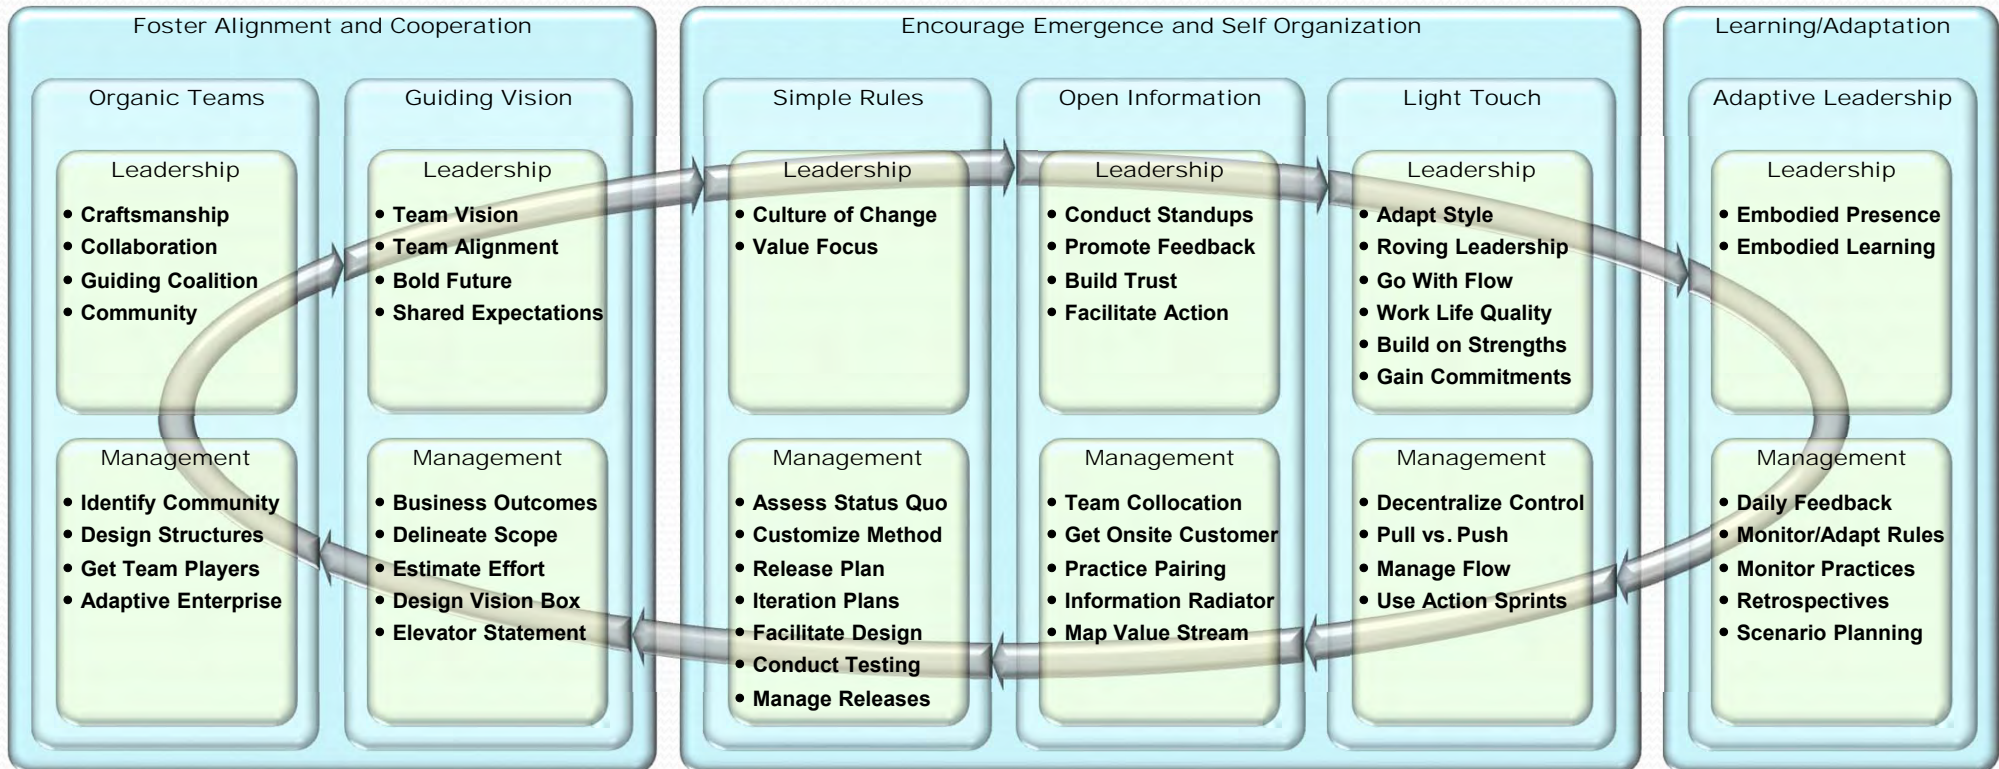 Foster Alignment and Cooperation
Organic Teams
Leadership
• Craftsmanship
• Collaboration
• Guiding Coalition
• Community
Management
• Identify Community
• Design Structures
• Get Team Players
• Adaptive Enterprise
Guiding Vision
Leadership
• Team Vision
• Team Alignment
• Bold Future
• Shared Expectations
Management
• Business Outcomes
• Delineate Scope
• Estimate Effort
• Design Vision Box
• Elevator Statement
Encourage Emergence and Self Organization
Simple Rules
Leadership
• Culture of Change
• Value Focus
Management
• Assess Status Quo
• Customize Method
• Release Plan
• Iteration Plans
• Facilitate Design
• Conduct Testing
• Manage Releases
Open Information
Leadership
• Conduct Standups
• Promote Feedback
• Build Trust
• Facilitate Action
Management
• Team Collocation
• Get Onsite Customer
• Practice Pairing
• Information Radiator
• Map Value Stream
Light Touch
Leadership
• Adapt Style
• Roving Leadership
• Go With Flow
• Work Life Quality
• Build on Strengths
• Gain Commitments
Management
• Decentralize Control
• Pull vs. Push
• Manage Flow
• Use Action Sprints
Learning/Adaptation
Adaptive Leadership
Leadership
• Embodied Presence
• Embodied Learning
Management
• Daily Feedback
• Monitor/Adapt Rules
• Monitor Practices
• Retrospectives
• Scenario Planning